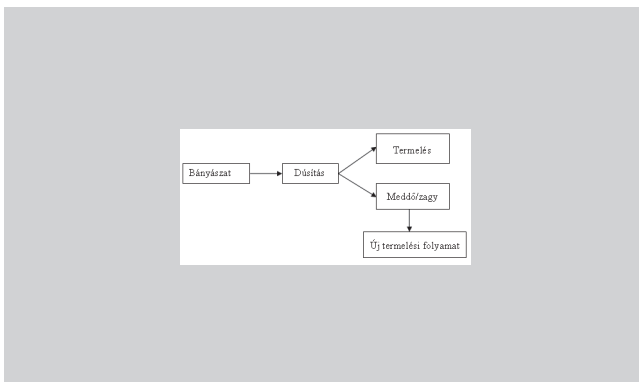 Bányászat
Dúsítás
Termelés
Meddő/zagy
Új termelési folyamat